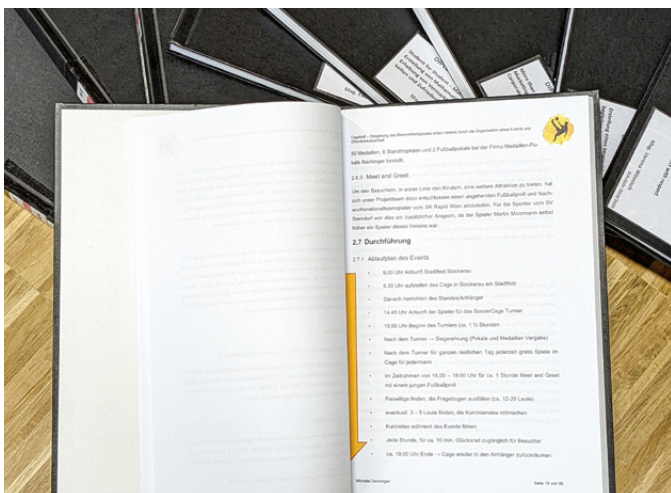 Student for Student – M
Erstellung von Mathema
Cagefall – Steigerung des Bekanntheitsgrades eines Vereins durch die Organisation eines Events und
Öffentlichkeitsarbeit
50 Medaillen, 6 Standtrophäen und 2 Fußballpokale bei der Firma Medaillen-Po-
kale Bachinger bestellt.
2.6.3 Meet and Greet
Um den Besuchern, in erster Linie den Kindern, eine weitere Attraktion zu bieten, hat
sich unser Projektteam dazu entschlossen einen angehenden Fußballprofi und Nach-
wuchsnationalteamspieler vom SK Rapid Wien einzuladen. Für die Sportler vom SV
Sierndorf war dies ein zusätzlicher Ansporn, da der Spieler Martin Moormann selbst
früher ein Spieler dieses Vereins war.
2.7 Durchführung
2.7.1 Ablaufplan des Events
• 9.00 Uhr Ankunft Stadtfest Stockerau
• 9.30 Uhr aufstellen des Cage in Stockerau am Stadtfest
• Danach herrichten des Standes/Anhänger
• 14.45 Uhr Ankunft der Spieler für das SoccerCage Turnier
• 15.00 Uhr Beginn des Turniers (ca. 1 ½ Stunden
• Nach dem Turnier → Siegerehrung (Pokale und Medaillen Vergabe)
• Nach dem Turnier für ganzen restlichen Tag jederzeit gratis Spiele im
Cage für jedermann
• Im Zeitrahmen von 16.00 – 19.00 Uhr für ca. 1 Stunde Meet and Greet
mit einem jungen Fußballprofi
• Freiwillige finden, die Fragebogen ausfüllen (ca. 12-20 Leute)
• eventuell. 3 – 5 Leute finden, die Kurzinterview mitmachen
• Kurzvideo während des Events filmen
• Jede Stunde, für ca. 10 min. Glücksrad zugänglich für Besucher
• ca. 19.00 Uhr Ende → Cage wieder in den Anhänger zurückräumen
Seite 19 von 68